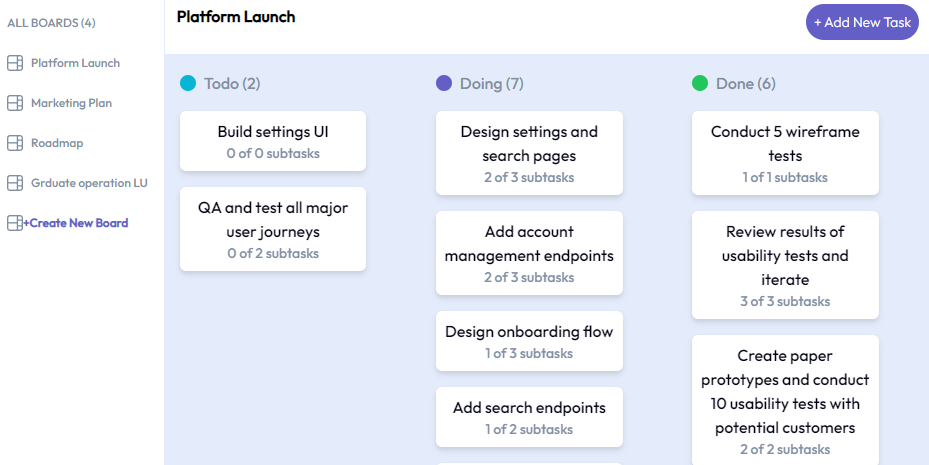 ALL BOARDS (4)
Platform Launch
Marketing Plan
Roadmap
Grduate operation LU
+Create New Board
Platform Launch
+ Add New Task
Todo (2)
Build settings UI
0 of 0 subtasks
QA and test all major
user journeys
0 of 2 subtasks
Doing (7)
Design settings and
search pages
2 of 3 subtasks
Add account
management endpoints
2 of 3 subtasks
Design onboarding flow
1 of 3 subtasks
Add search endpoints
1 of 2 subtasks
Done (6)
Conduct 5 wireframe
tests
1 of 1 subtasks
Review results of
usability tests and
iterate
3 of 3 subtasks
Create paper
prototypes and conduct
10 usability tests with
potential customers
2 of 2 subtasks